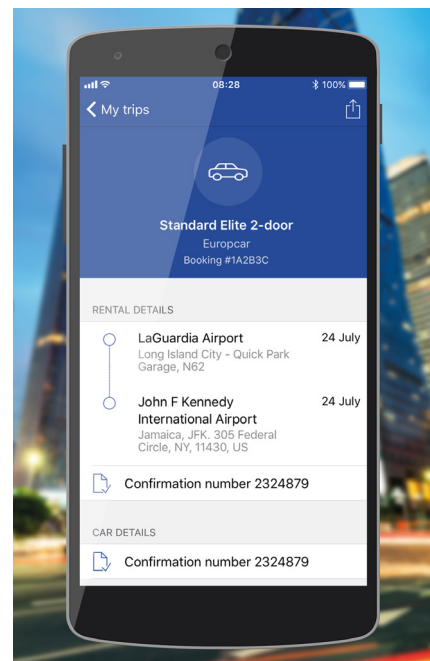 08:28
100%
My trips
Standard Elite 2-door
Europcar
Booking #1A2B3C
RENTAL DETAILS
LaGuardia Airport 24 July
Long Island City - Quick Park
Garage, N62
John F Kennedy 24 July
International Airport
Jamaica, JFK. 305 Federal
Circle, NY, 11430, US
Confirmation number 2324879
CAR DETAILS
Confirmation number 2324879